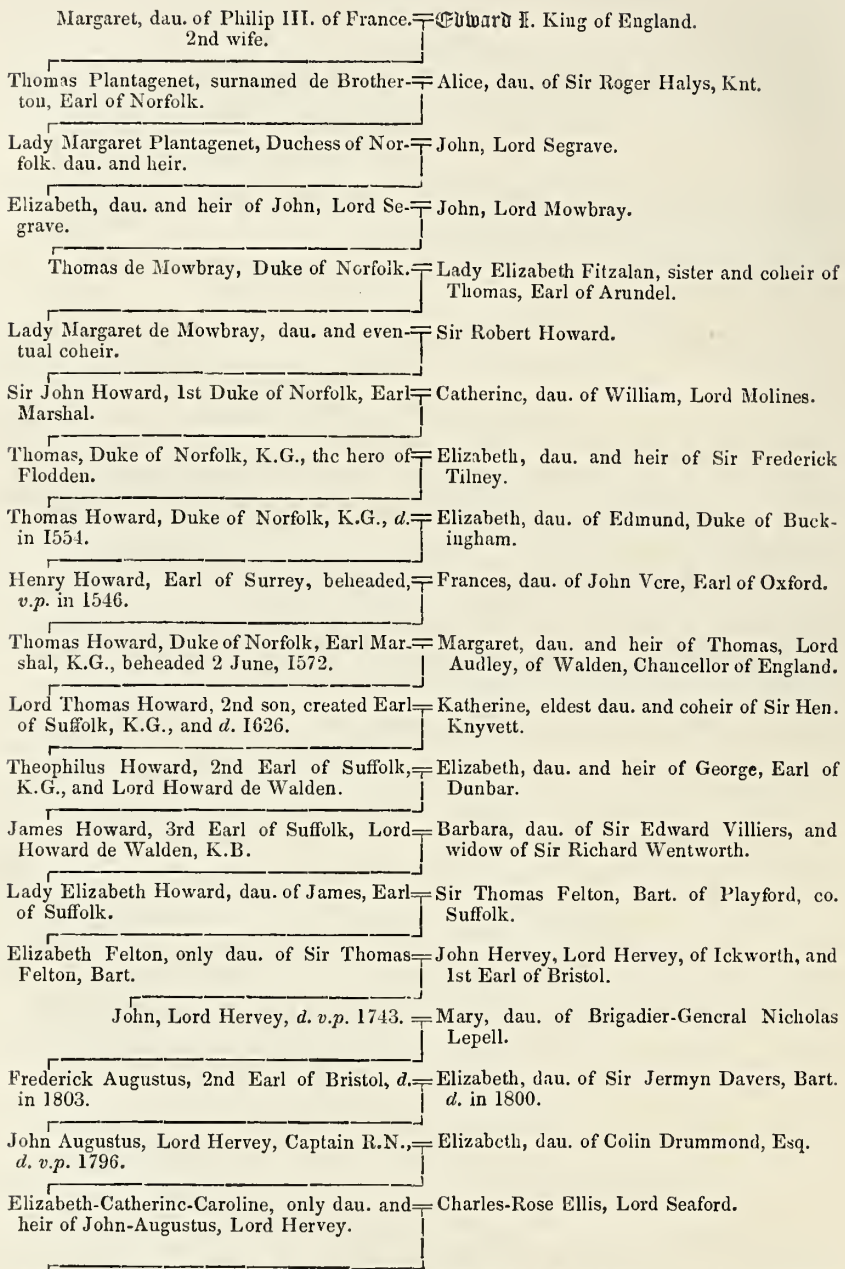 Margaret, dau. of Philip III. of France. Edward I. King of England.
2nd wife.
Thomas Plantagenet, surnamed de Brother- Alice, dau. of Sir Roger Halys, Knt.
ton, Earl of Norfolk.
Lady Margaret Plantagenet, Duchess of Nor- John, Lord Segrave.
folk. dau. and heir.
Elizabeth, dau. and heir of John, Lord Se- John, Lord Mowbray.
grave.
Thomas de Mowbray, Duke of Norfolk. Lady Elizabeth Fitzalan, sister and coheir of
Thomas, Earl of Arundel.
Lady Margaret de Mowbray, dau. and even- Sir Robert Howard.
tual coheir.
Sir John Howard, 1st Duke of Norfolk, Earl Catherine, dau. of William, Lord Molines.
Marshal.
Thomas, Duke of Norfolk, K.G., the hero of Elizabeth, dau. and heir of Sir Frederick
Flodden. Tilney.
Thomas Howard, Duke of Norfolk, K.G., d. Elizabeth, dau. of Edmund, Duke of Buck-
in 1554. ingham.
Henry Howard, Earl of Surrey, beheaded, Frances, dau. of John Vere, Earl of Oxford.
v.p. in 1546.
Thomas Howard, Duke of Norfolk, Earl Mar- Margaret, dau. and heir of Thomas, Lord
shal, K.G., beheaded 2 June, 1572. Audley, of Walden, Chancellor of England.
Lord Thomas Howard, 2nd son, created Earl Katherine, eldest dau. and coheir of Sir Hen.
of Suffolk, K.G., and d. 1626. Knyvett.
Theophilus Howard, 2nd Earl of Suffolk, Elizabeth, dau. and heir of George, Earl of
K.G., and Lord Howard de Walden. Dunbar.
James Howard, 3rd Earl of Suffolk, Lord Barbara, dau. of Sir Edward Villiers, and
Howard de Walden, K.B. widow of Sir Richard Wentworth.
Lady Elizabeth Howard, dau. of James, Earl Sir Thomas Felton, Bart. of Playford, co.
of Suffolk. Suffolk.
Elizabeth Felton, only dau. of Sir Thomas John Hervey, Lord Hervey, of Ickworth, and
Felton, Bart. 1st Earl of Bristol.
John, Lord Hervey, d. v.p. 1743. Mary, dau. of Brigadier-General Nicholas
Lepell.
Frederick Augustus, 2nd Earl of Bristol, d. Elizabeth, dau. of Sir Jermyn Davers, Bart.
in 1803. d. in 1800.
John Augustus, Lord Hervey, Captain R.N., Elizabeth, dau. of Colin Drummond, Esq.
d. v.p. 1796.
Elizabeth-Catherine-Caroline, only dau. and Charles-Rose Ellis, Lord Seaford.
heir of John-Augustus, Lord Hervey.